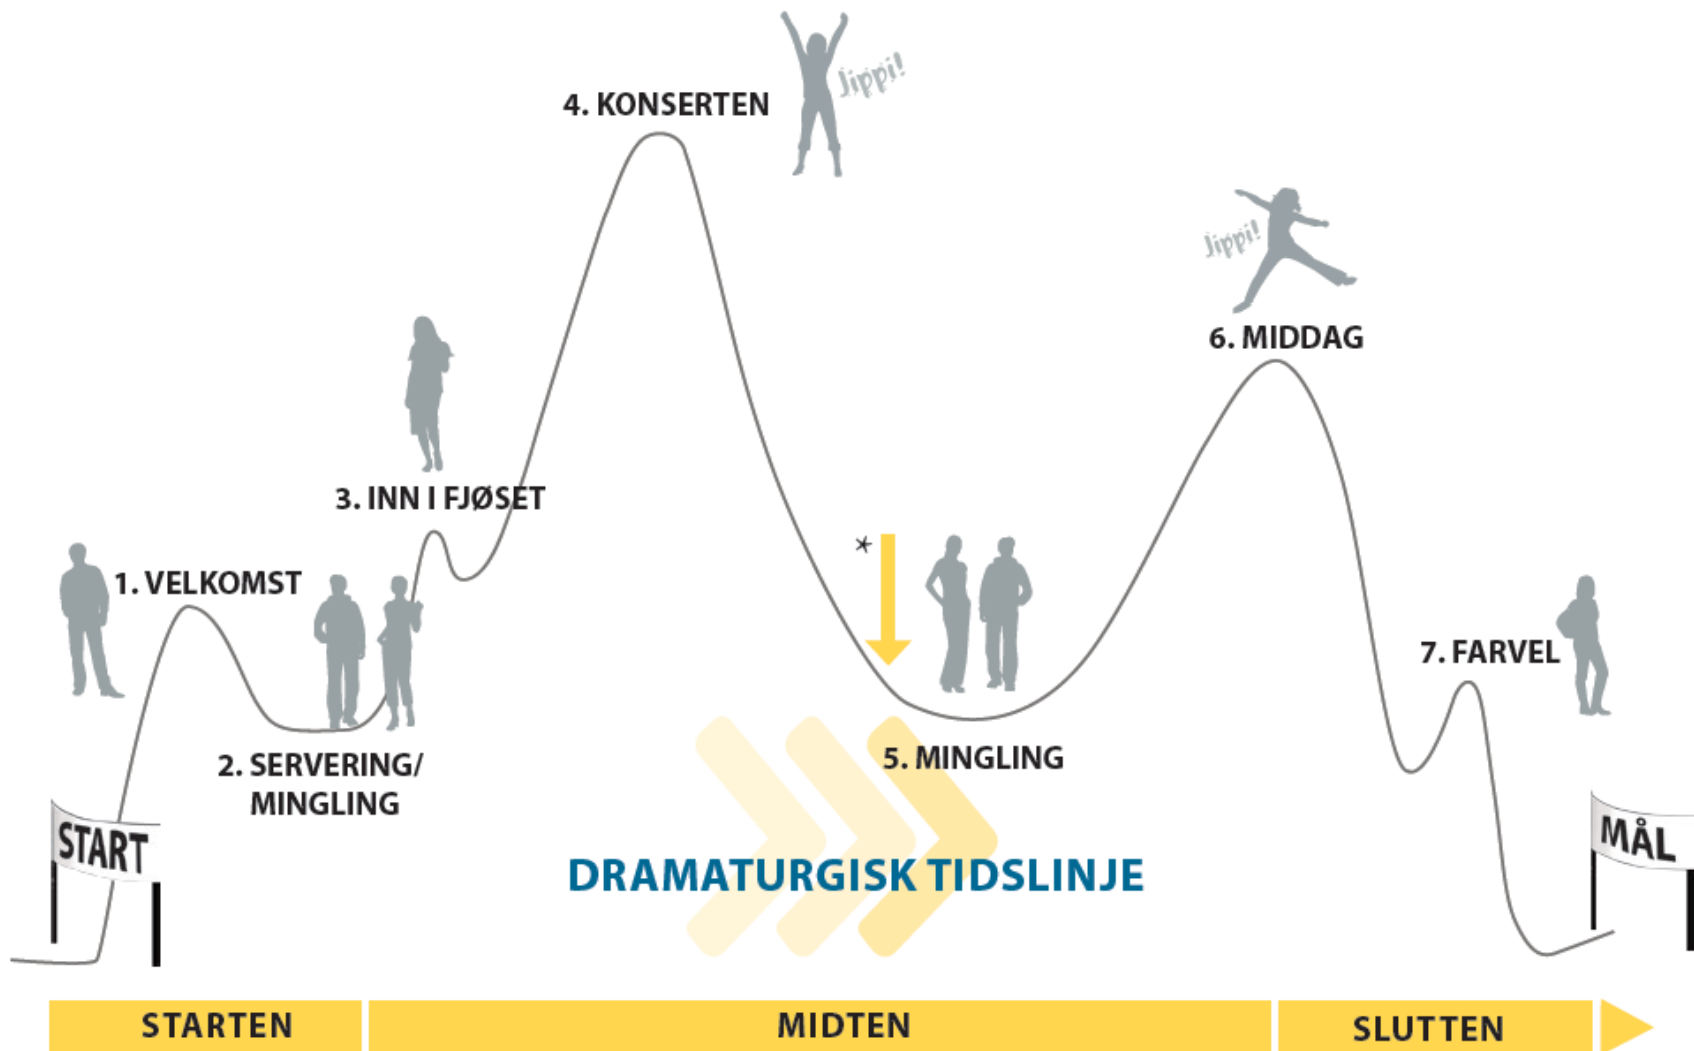 4. KONSERTEN
Jippi!
Jippi!
6. MIDDAG
3. INN I FJØSET
*
1. VELKOMST
7. FARVEL
2. SERVERING/
MINGLING
5. MINGLING
START
MÅL
DRAMATURGISK TIDSLINJE
STARTEN
MIDTEN
SLUTTEN